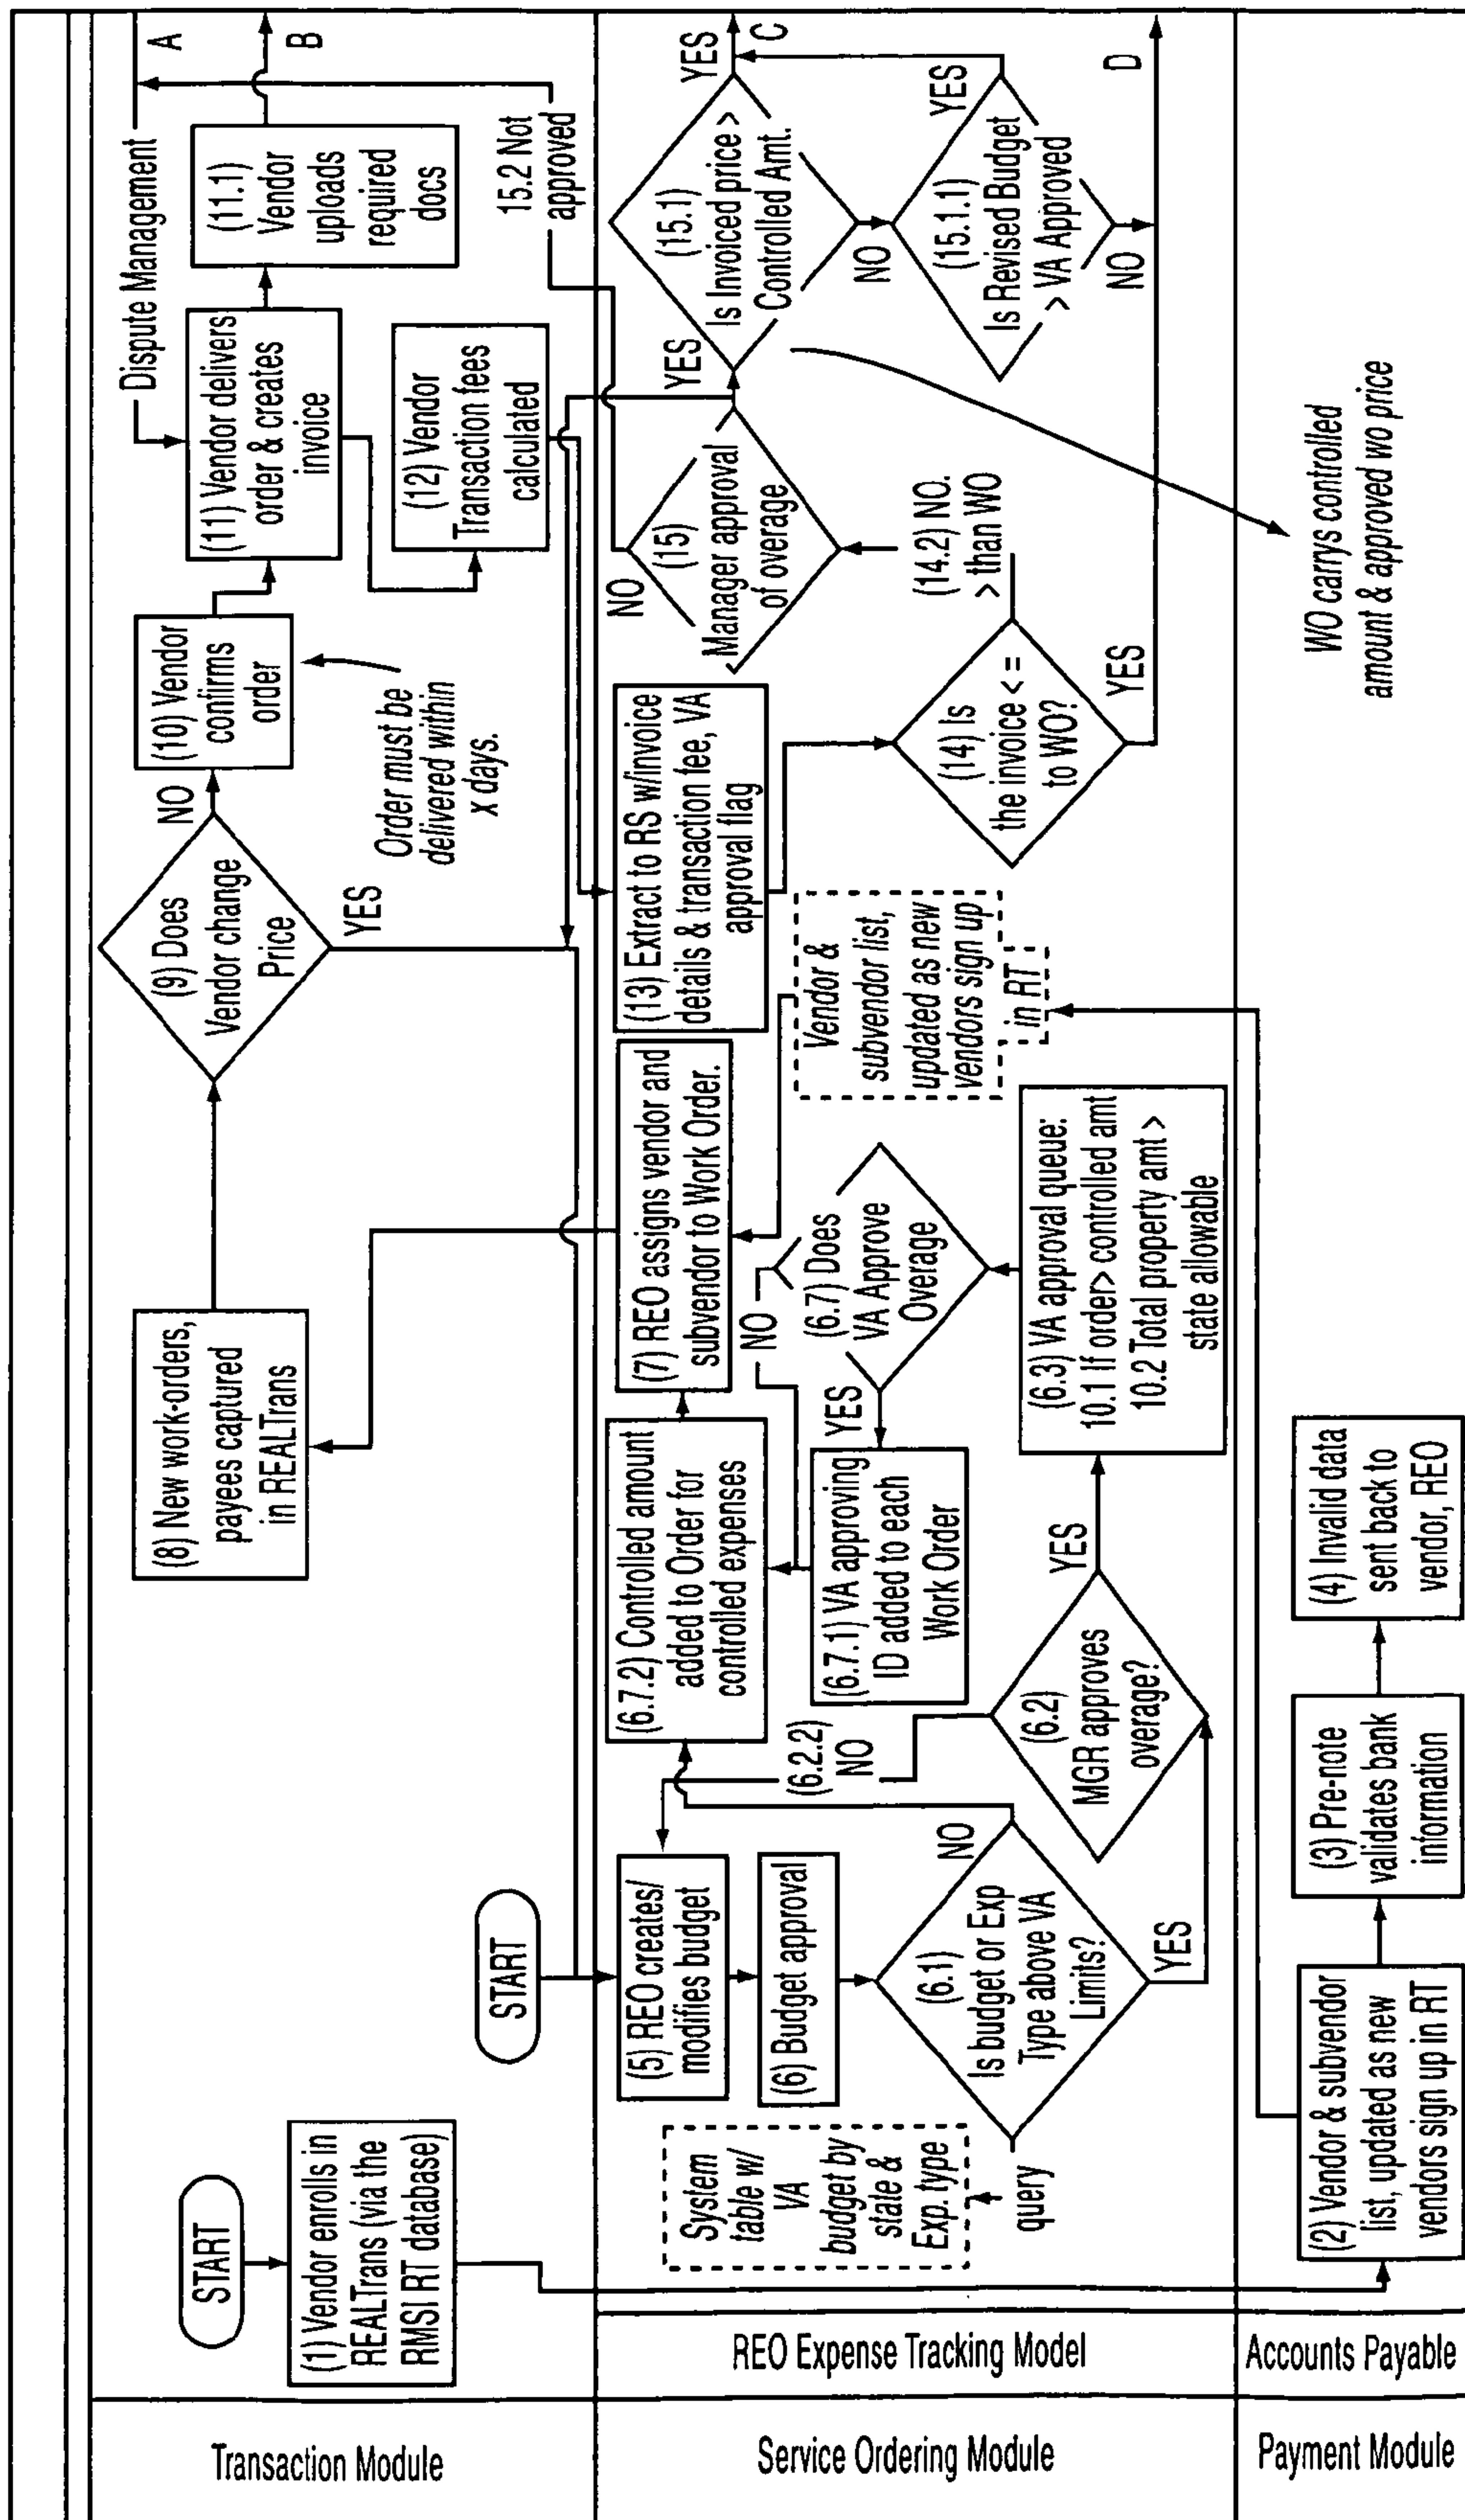 Transaction Module
START
(1) Vendor enrolls in
REALTrans (via the
RMSI RT database)
(8) New work-orders,
payees captured
in REALTrans
(9) Does
Vendor change
Price
NO
YES
(10) Vendor
confirms
order
Order must be
delivered within
x days.
Dispute Management
(11) Vendor delivers
order & creates
invoice
(11.1)
Vendor
uploads
required
docs
(12) Vendor
Transaction fees
calculated
15.2 Not
approved
A
B
START
Service Ordering Module
REO Expense Tracking Model
System
table w/
VA
budget by
state &
Exp. type
query
(5) REO creates/
modifies budget
(6) Budget approval
(6.1)
Is budget or Exp
Type above VA
Limits?
NO
YES
(6.2.2)
NO
(6.2)
MGR approves
overage?
YES
(6.7.2) Controlled amount
added to Order for
controlled expenses
(6.7.1) VA approving
ID added to each
Work Order
YES
NO
(6.7) Does
VA Approve
Overage
(6.3) VA approval queue:
10.1 If order> controlled amt
10.2 Total property amt >
state allowable
(7) REO assigns vendor and
subvendor to Work Order.
Vendor &
subvendor list,
updated as new
vendors sign up
in RT
(13) Extract to RS w/invoice
details & transaction fee, VA
approval flag
(14) Is
the invoice < =
to WO?
YES
(14.2) NO.
> than WO
NO
(15)
Manager approval
of overage
YES
(15.1)
Is Invoiced price >
Controlled Amt.
YES
C
NO
(15.1.1)
Is Revised Budget
> VA Approved
YES
NO
D
Payment Module
Accounts Payable
(2) Vendor & subvendor
list, updated as new
vendors sign up in RT
(3) Pre-note
validates bank
information
(4) Invalid data
sent back to
vendor, REO
WO carrys controlled
amount & approved wo price